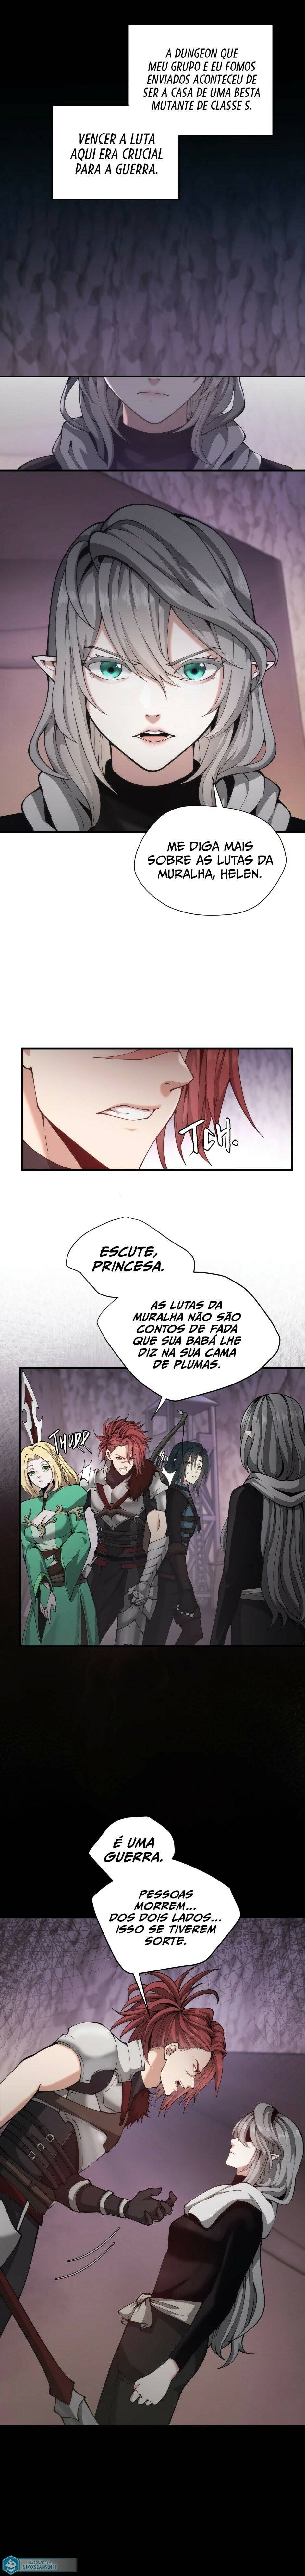 A DUNGEON QUE
MEU GRUPO E EU FOMOS
ENVIADOS ACONTECEU DE
SER A CASA DE UMA BESTA
MUTANTE DE CLASSE S.
VENCER A LUTA
AQUI ERA CRUCIAL
PARA A GUERRA.
ME DIGA MAIS
SOBRE AS LUTAS DA
MURALHA, HELEN.
TCH.
ESCUTE,
PRINCESA.
AS LUTAS DA
MURALHA NÃO SÃO
CONTOS DE FADA
QUE SUA BABÁ LHE
DIZ NA SUA CAMA
DE PLUMAS.
THUDD
É UMA
GUERRA.
PESSOAS
MORREM...
DOS DOIS LADOS...
ISSO SE TIVEREM
SORTE.
NEOXSCANS.NET